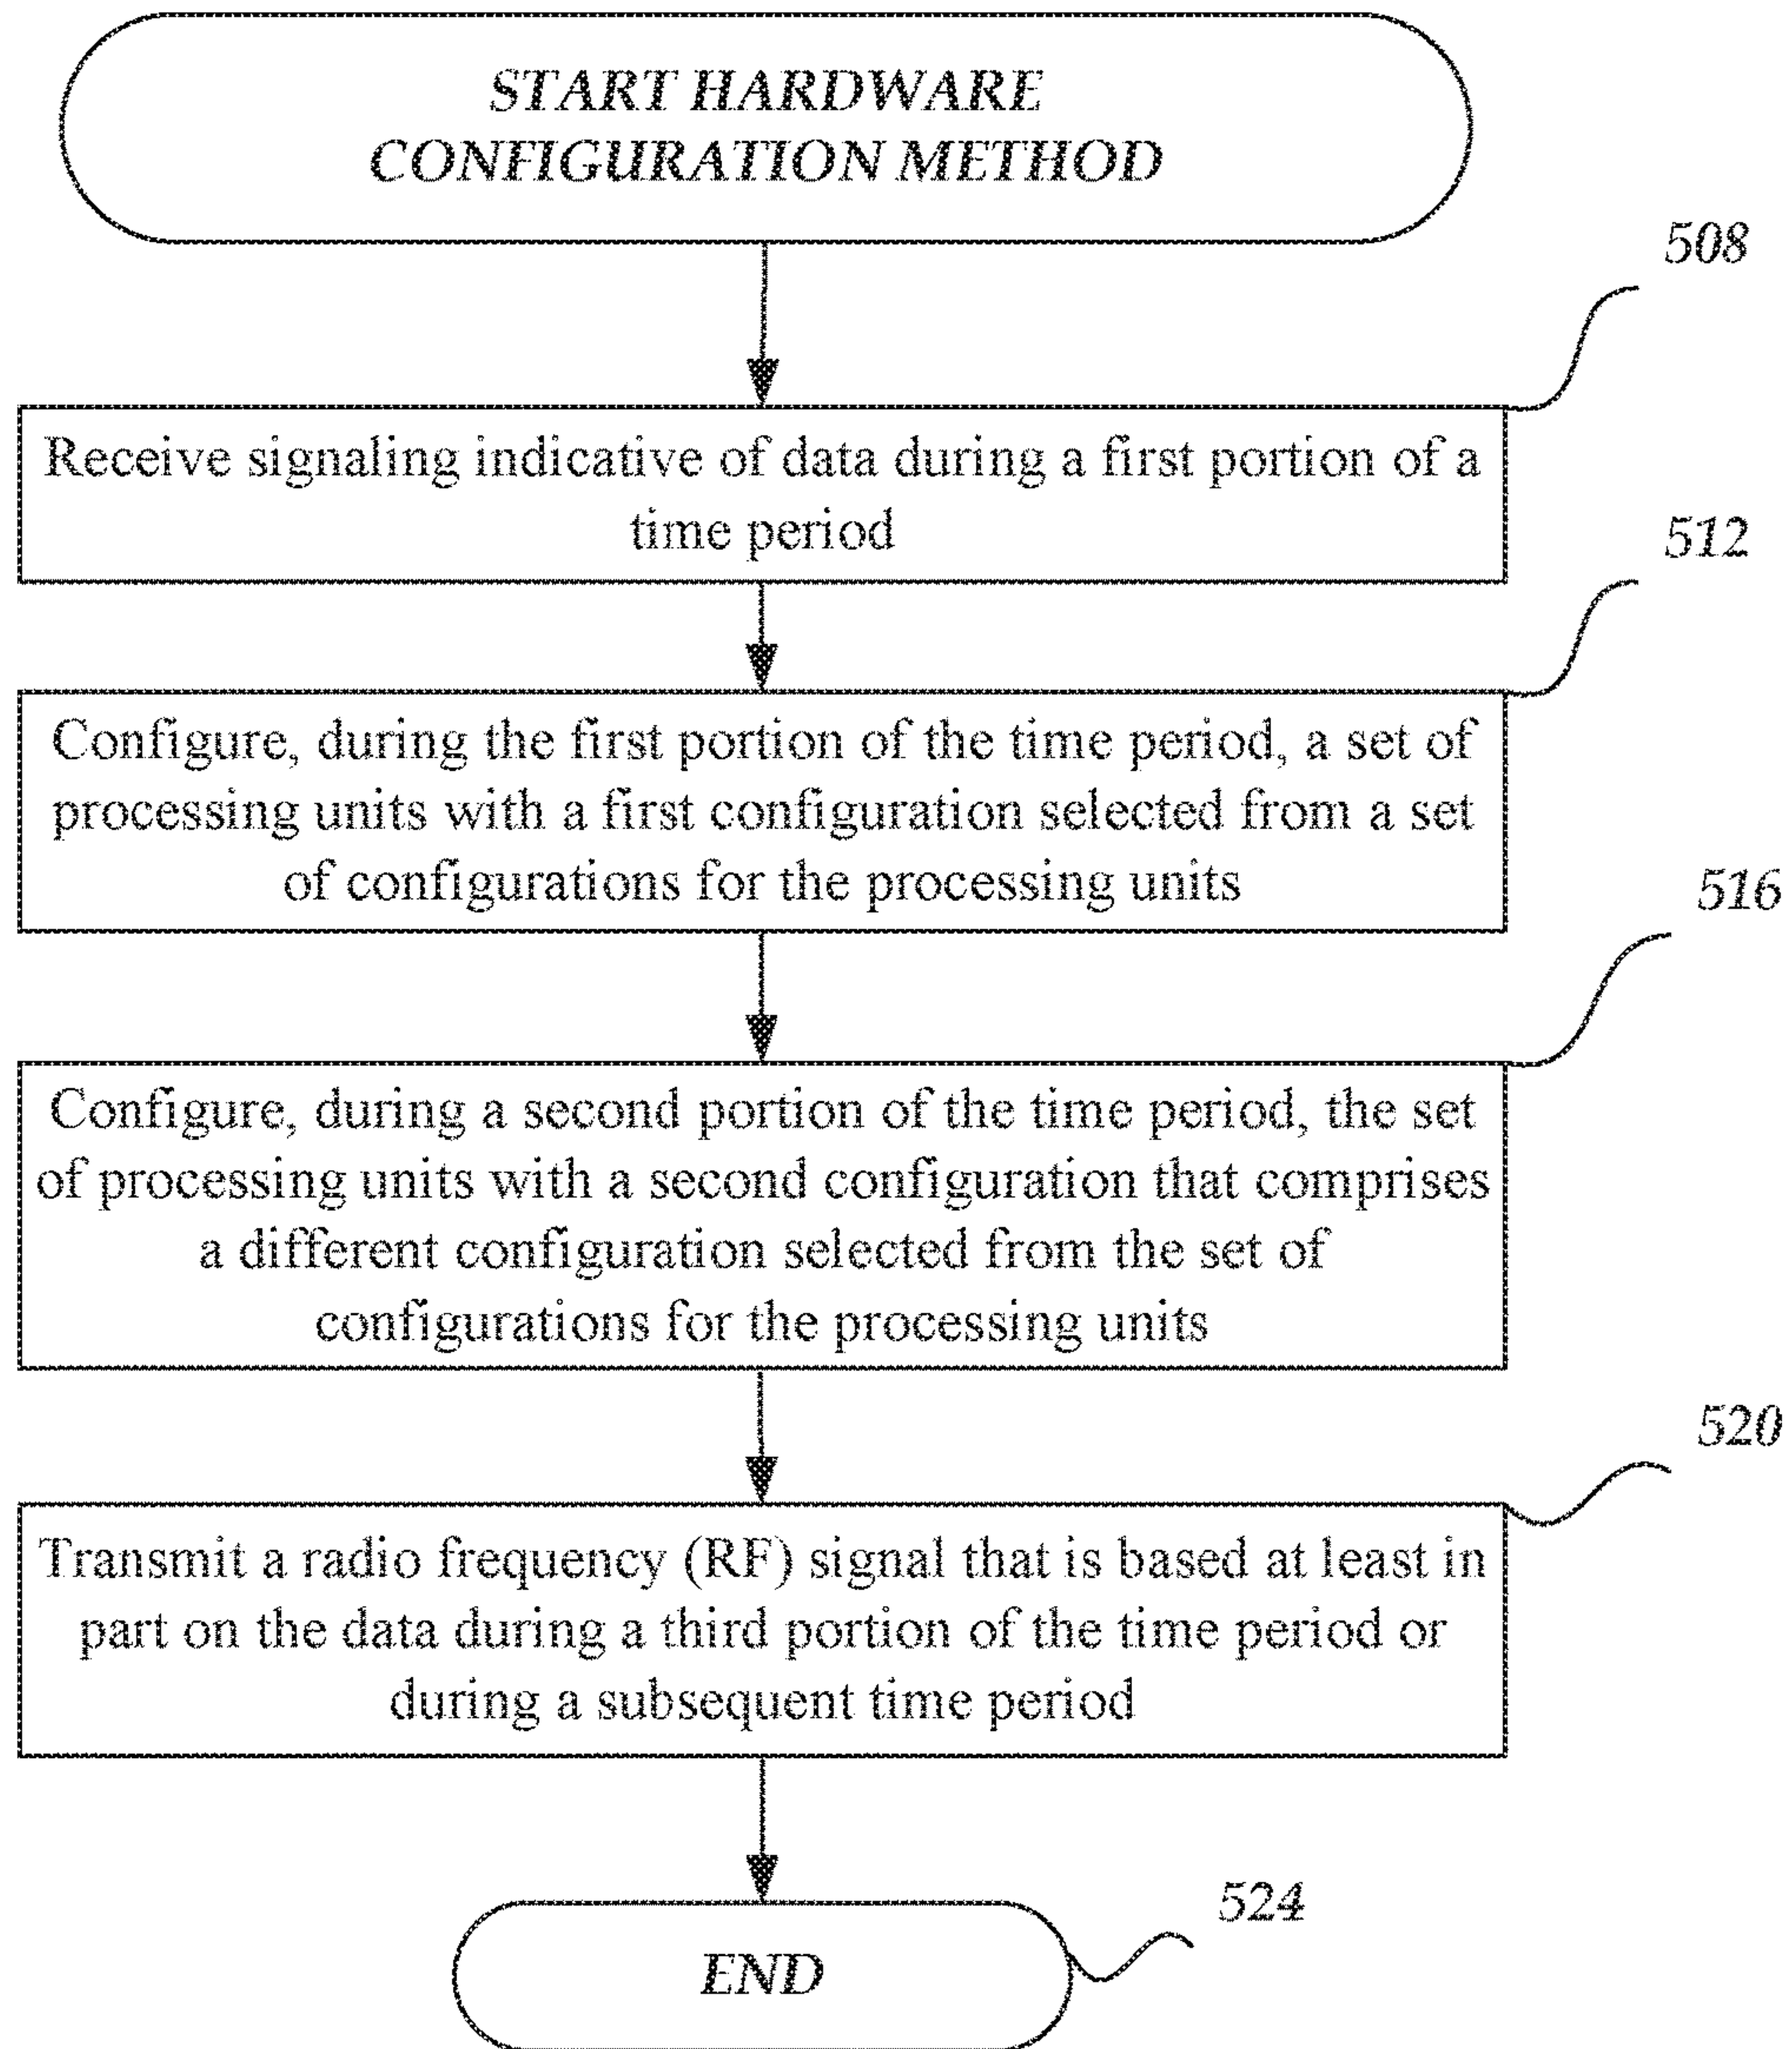 START HARDWARE
CONFIGURATION METHOD
508
Receive signaling indicative of data during a first portion of a
time period
512
Configure, during the first portion of the time period, a set of
processing units with a first configuration selected from a set
of configurations for the processing units
516
Configure, during a second portion of the time period, the set
of processing units with a second configuration that comprises
a different configuration selected from the set of
configurations for the processing units
520
Transmit a radio frequency (RF) signal that is based at least in
part on the data during a third portion of the time period or
during a subsequent time period
524
END